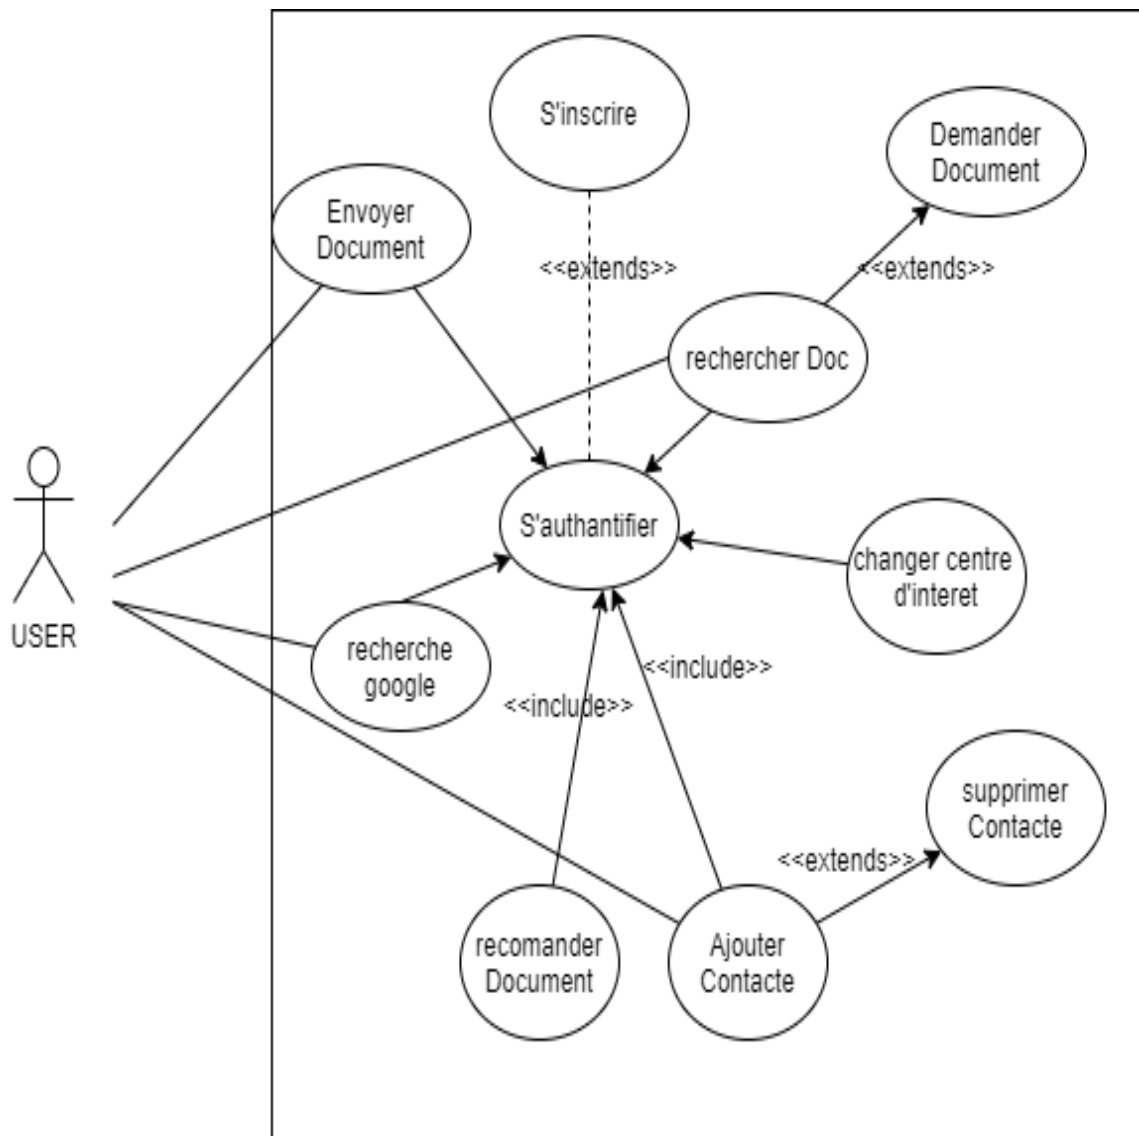 S'inscrire
Demander
Document
Envoyer
Document
<<extends>>
<<extends>>
rechercher Doc
S'authantifier
changer centre
d'interet
USER
recherche
google
<<include>>
<<include>>
supprimer
Contacte
<<extends>>
recomander
Document
Ajouter
Contacte